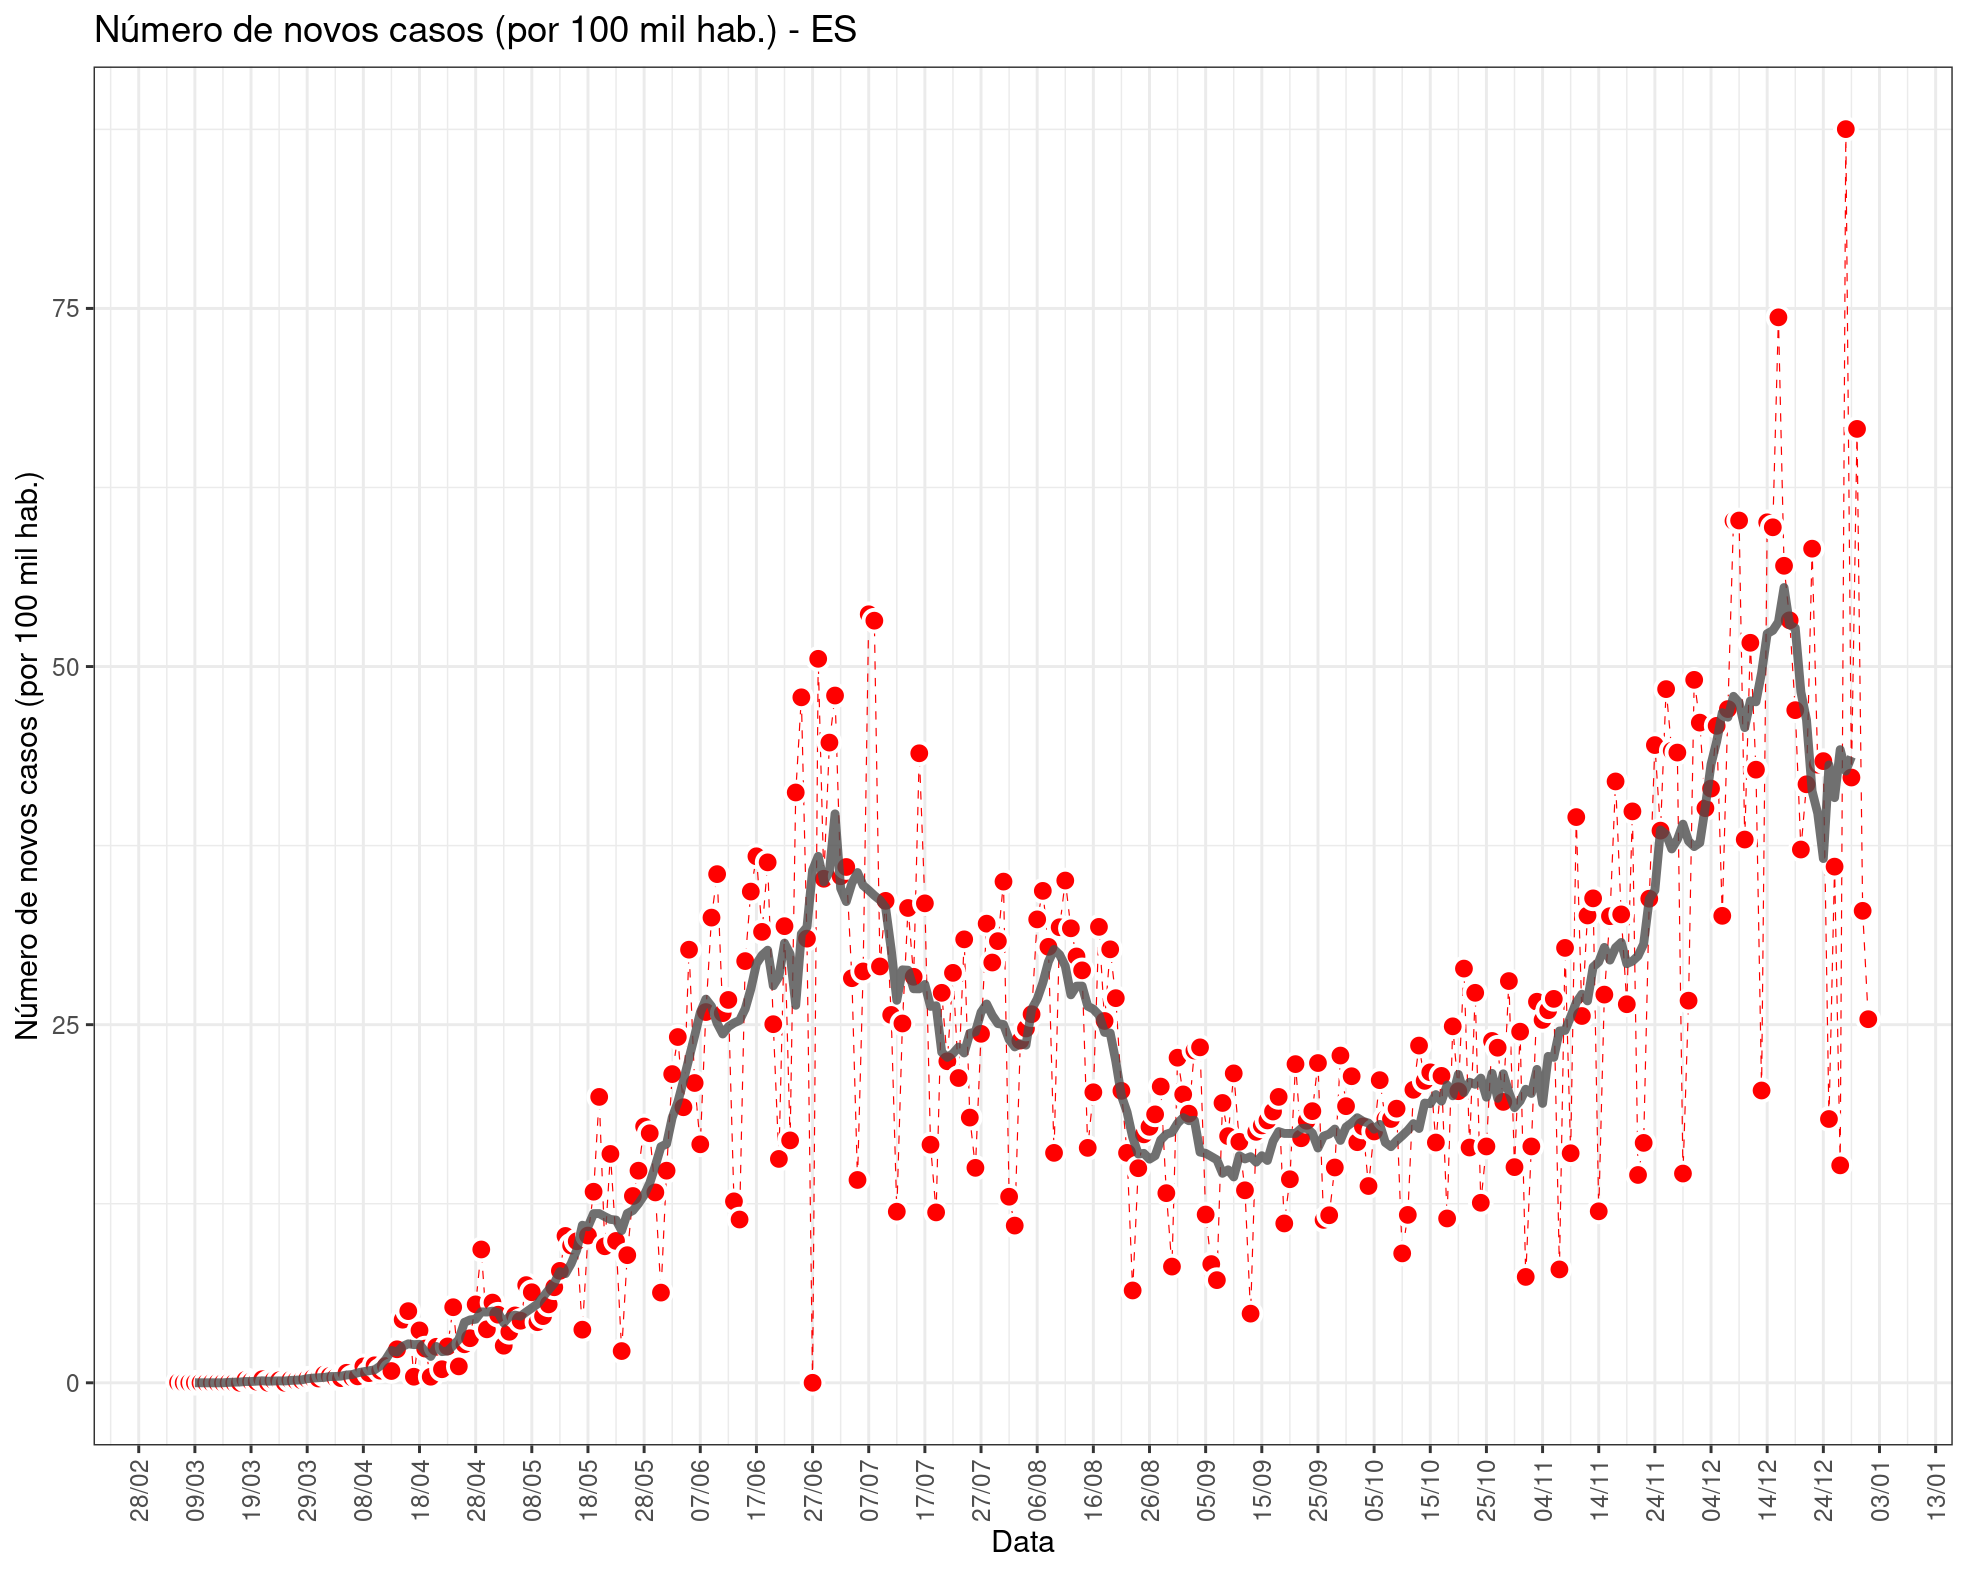 Número de novos casos (por 100 mil hab.) - ES
Número de novos casos (por 100 mil hab.)
75
50
25
0
28/02 09/03 19/03 29/03 08/04 18/04 28/04 08/05 18/05 28/05 07/06 17/06 27/06 07/07 17/07 27/07 06/08 16/08 26/08 05/09 15/09 25/09 05/10 15/10 25/10 04/11 14/11 24/11 04/12 14/12 24/12 03/01 13/01
Data